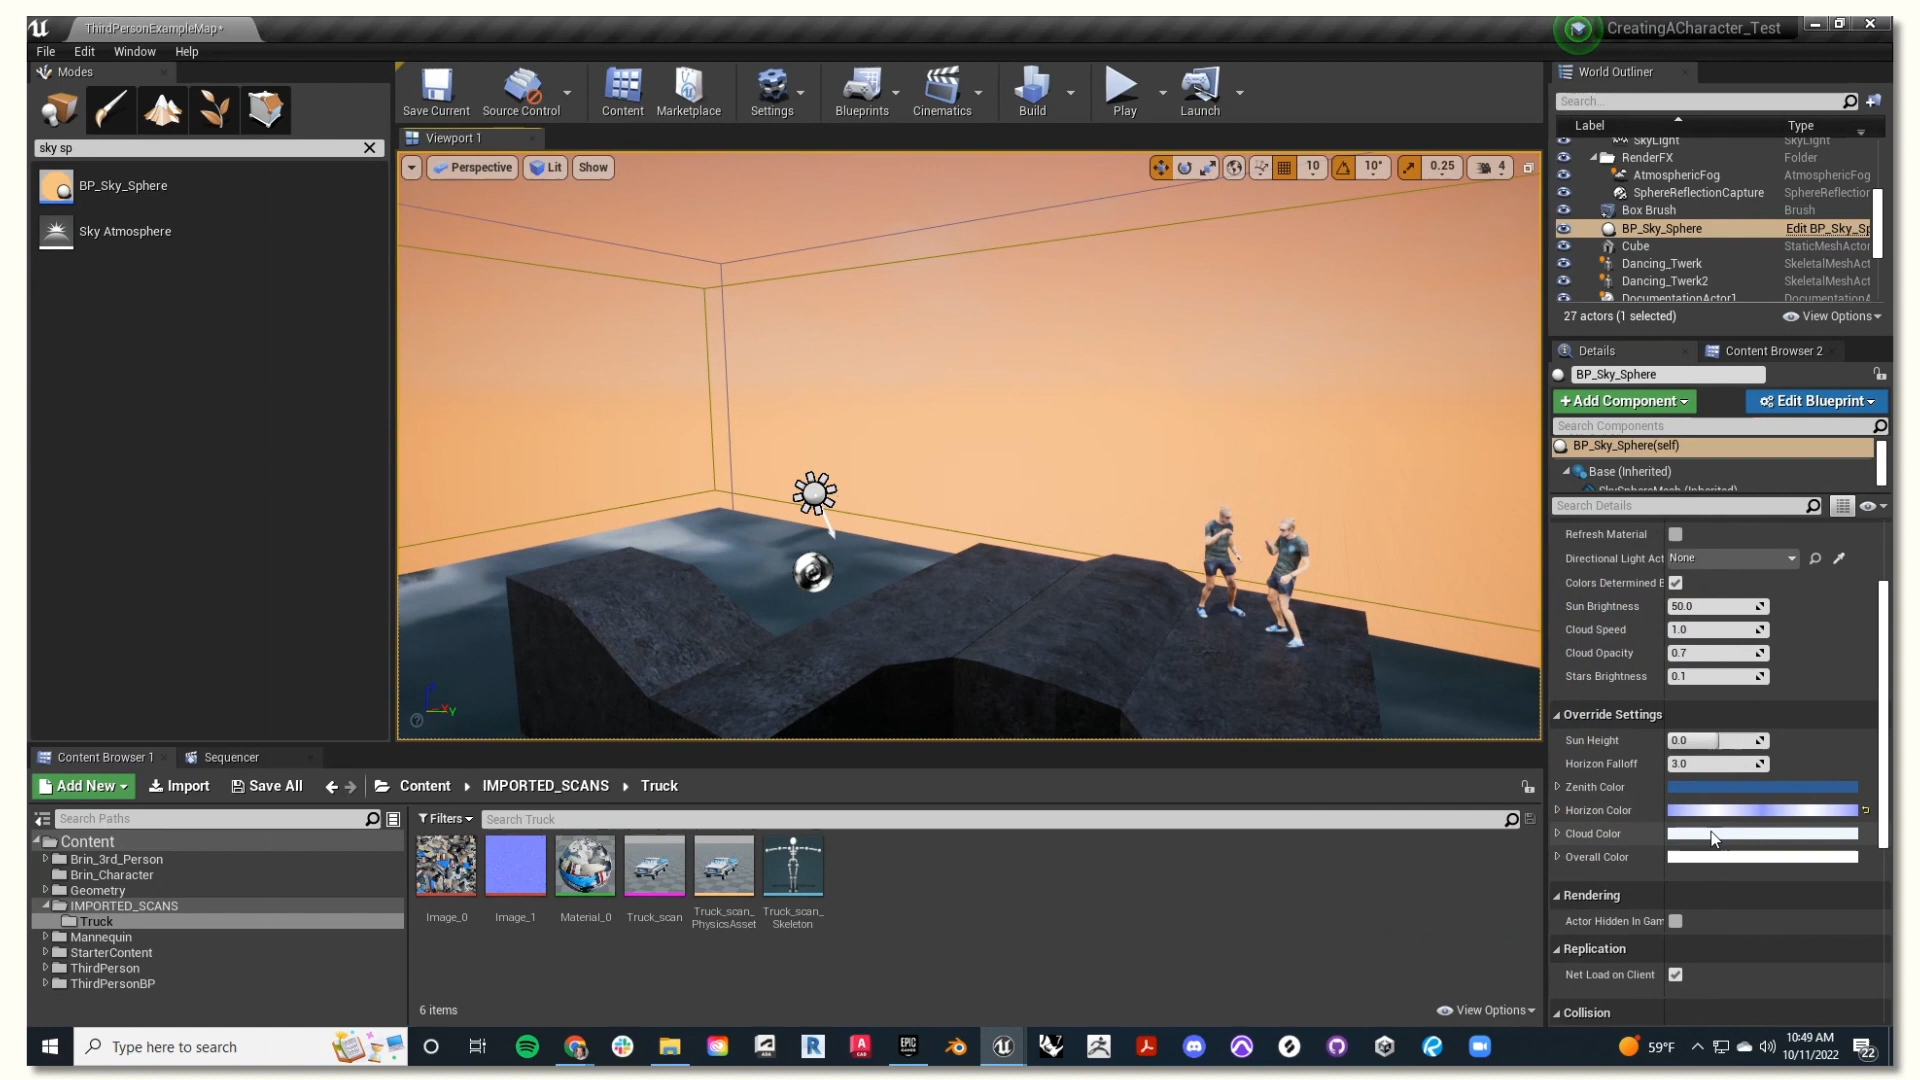 ThirdPersonExampleMap*
CreatingACharacter_Test
File Edit Window Help
Modes
sky sp
BP_Sky_Sphere
Sky Atmosphere
Save Current Source Control Content Marketplace Settings Blueprints Cinematics Build Play Launch
Viewport 1
Perspective Lit Show
10 10° 0.25 4
World Outliner
Search...
Label Type
SkyLight SkyLight
RenderFX Folder
AtmosphericFog AtmosphericFog
SphereReflectionCapture SphereReflection
Box Brush Brush
BP_Sky_Sphere Edit BP_Sky_Sp
Cube StaticMeshActor
Dancing_Twerk SkeletalMeshAct
Dancing_Twerk2 SkeletalMeshAct
DocumentationActor1 DocumentationA
27 actors (1 selected) View Options
Details Content Browser 2
BP_Sky_Sphere
+Add Component Edit Blueprint
Search Components
BP_Sky_Sphere(self)
Base (Inherited)
SkySphereMesh (Inherited)
Search Details
Refresh Material
Directional Light Act None
Colors Determined B
Sun Brightness 50.0
Cloud Speed 1.0
Cloud Opacity 0.7
Stars Brightness 0.1
Override Settings
Sun Height 0.0
Horizon Falloff 3.0
Zenith Color
Horizon Color
Cloud Color
Overall Color
Rendering
Actor Hidden In Gam
Replication
Net Load on Client
Collision
X Y
Content Browser 1 Sequencer
Add New Import Save All Content IMPORTED_SCANS Truck
Search Paths
Filters Search Truck
Content
Brin_3rd_Person
Brin_Character
Geometry
IMPORTED_SCANS
Truck
Mannequin
StarterContent
ThirdPerson
ThirdPersonBP
Image_0 Image_1 Material_0 Truck_scan Truck_scan_PhysicsAsset Truck_scan_Skeleton
6 items View Options
Type here to search
59°F
10:49 AM
10/11/2022
22